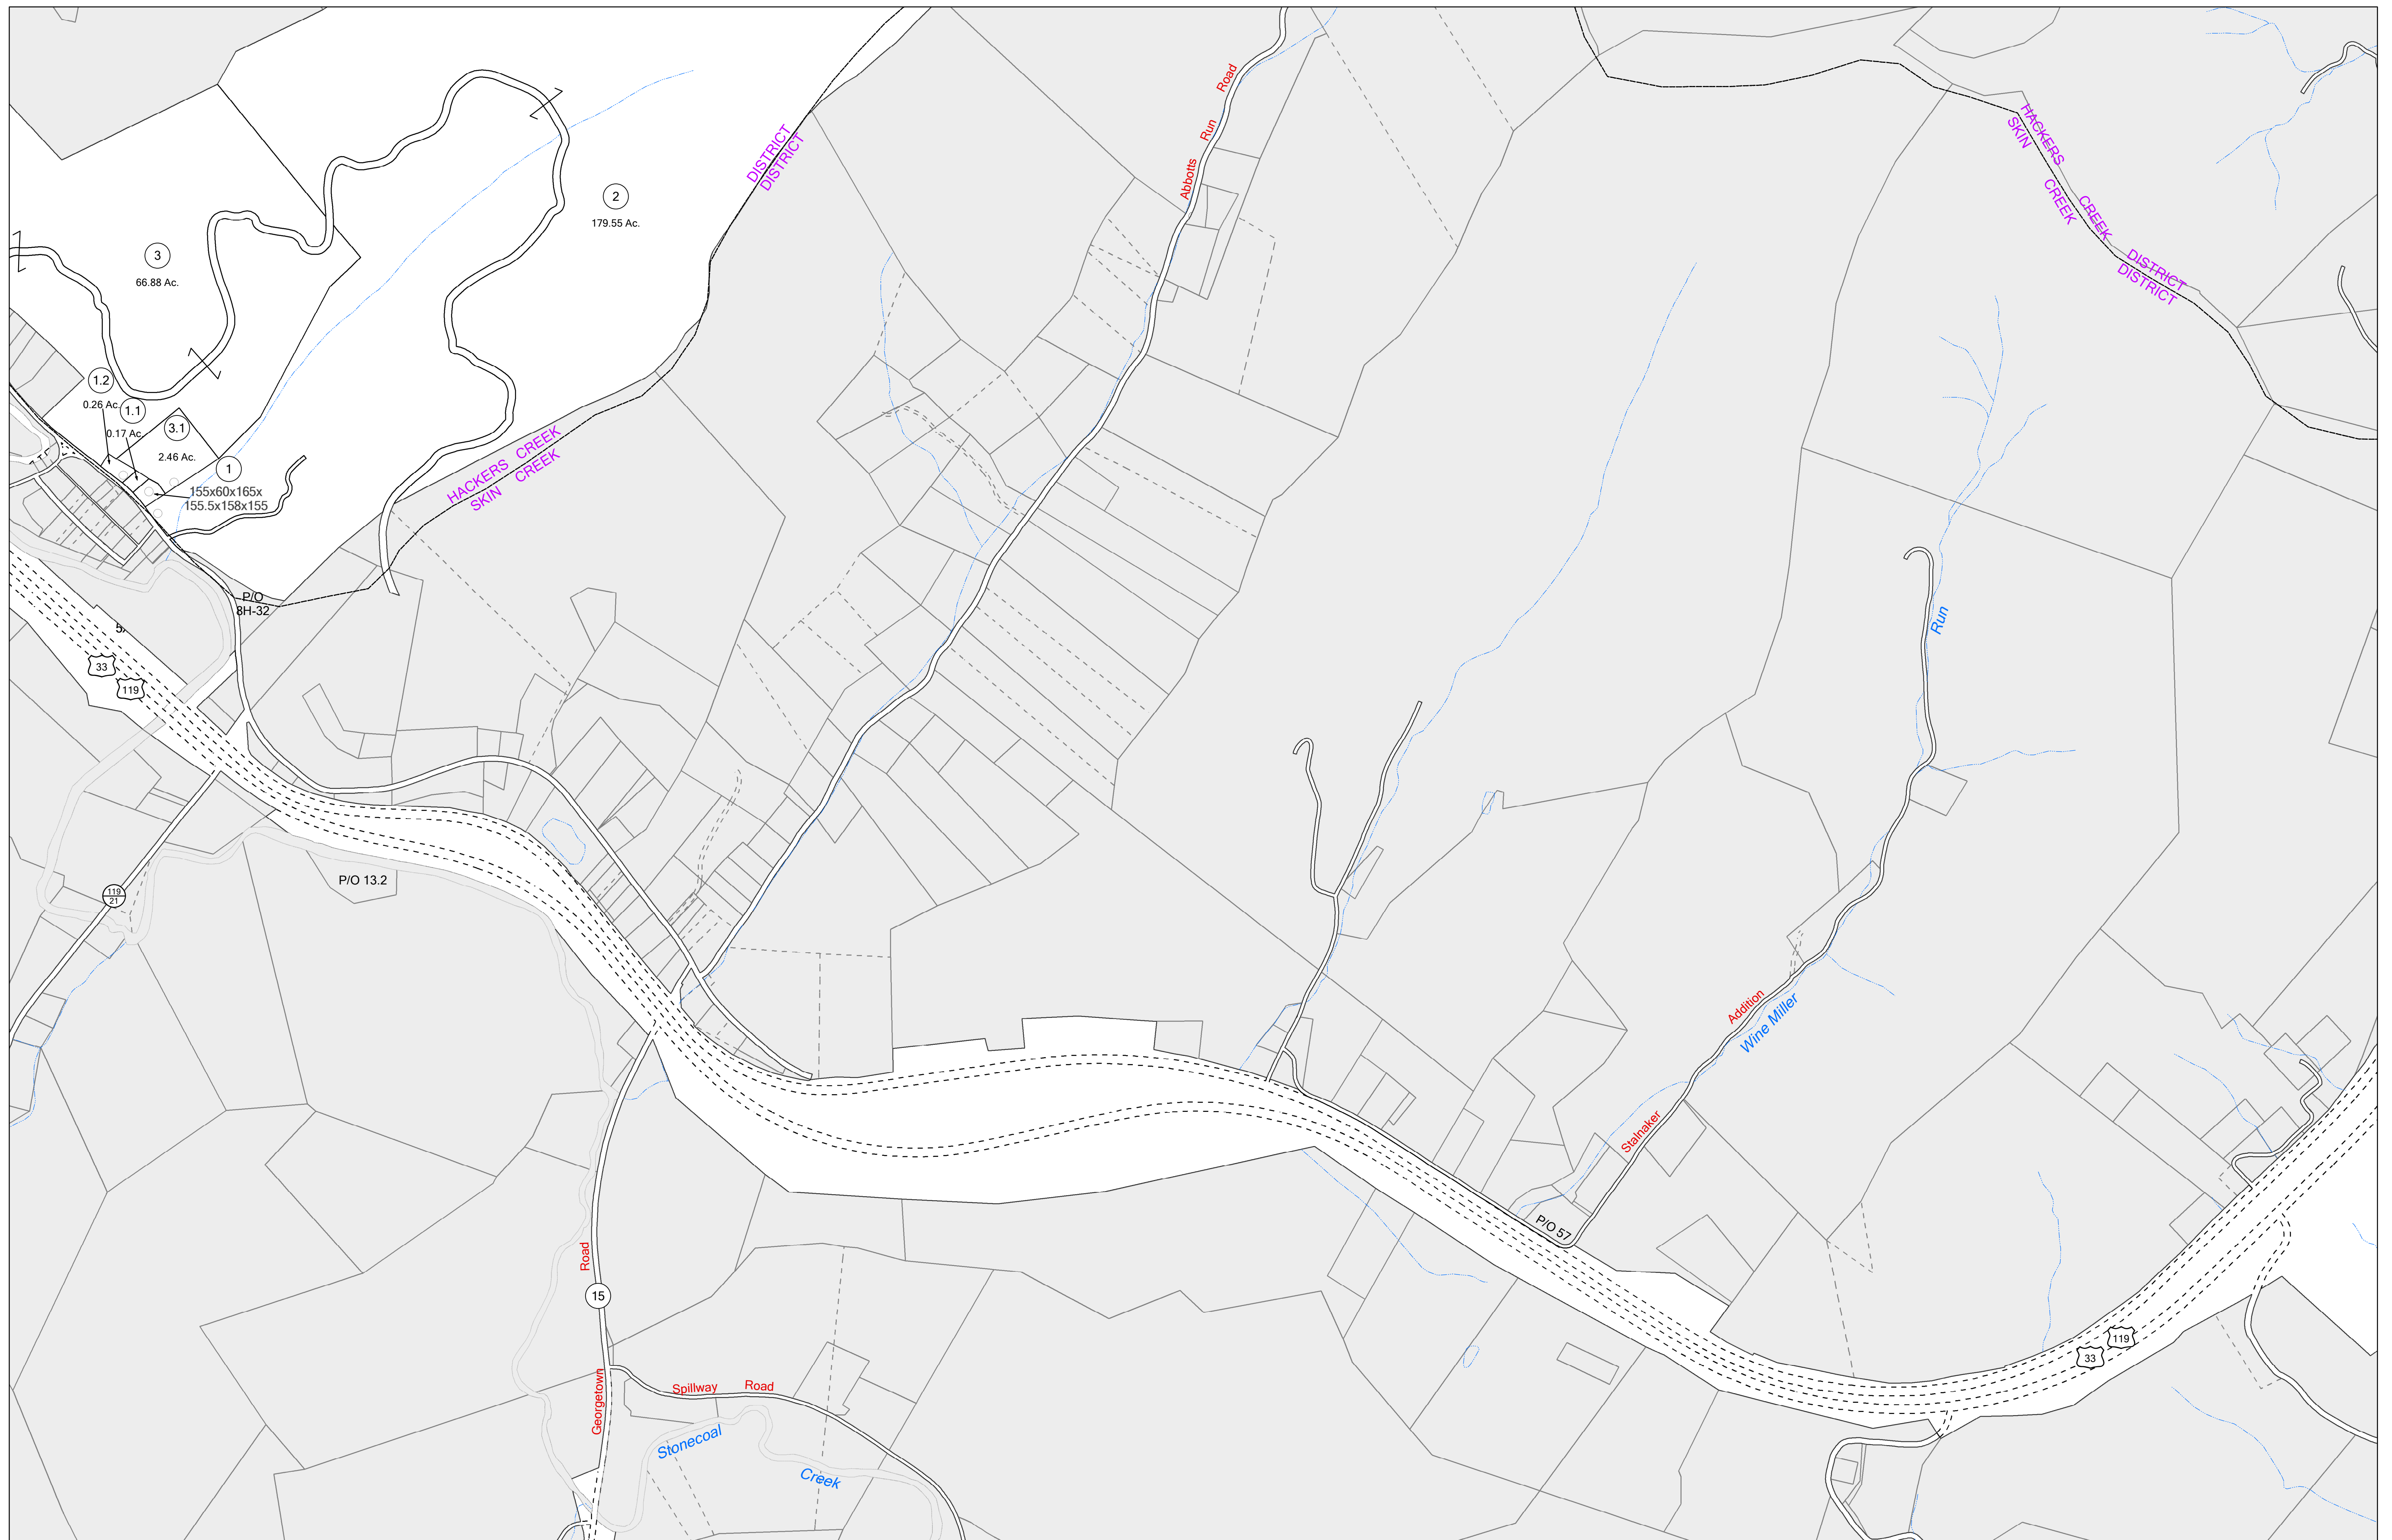 Abbotts Run Road
HACKERS CREEK DISTRICT
SKIN CREEK DISTRICT
DISTRICT
DISTRICT
2
179.55 Ac.
3
66.88 Ac.
1.2
0.26 Ac.
1.1
0.17 Ac.
3.1
2.46 Ac.
1
155x60x165x
155.5x158x155
HACKERS CREEK
SKIN CREEK
P/O
8H-32
33
119
Run
P/O 13.2
119
21
Addition
Wine Miller
Stalnaker
P/O 57
Road
15
Georgetown
Spillway Road
Stonecoal
Creek
119
33